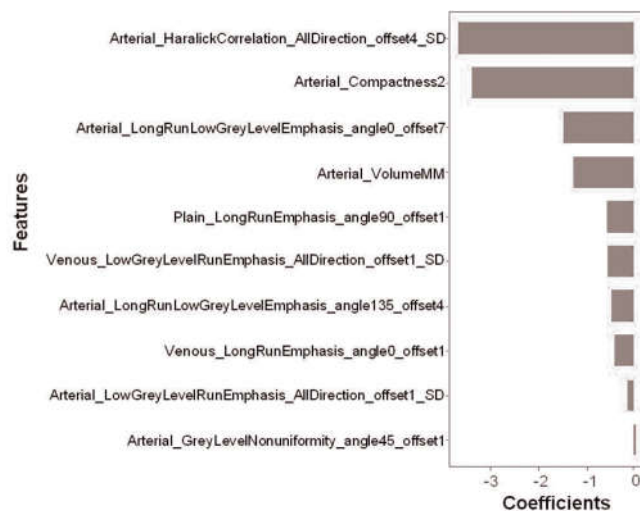 Features
Arterial_HaralickCorrelation_AllDirection_offset4_SD
Arterial_Compactness2
Arterial_LongRunLowGreyLevelEmphasis_angle0_offset7
Arterial_VolumeMM
Plain_LongRunEmphasis_angle90_offset1
Venous_LowGreyLevelRunEmphasis_AllDirection_offset1_SD
Arterial_LongRunLowGreyLevelEmphasis_angle135_offset4
Venous_LongRunEmphasis_angle0_offset1
Arterial_LowGreyLevelRunEmphasis_AllDirection_offset1_SD
Arterial_GreyLevelNonuniformity_angle45_offset1
-3 -2 -1 0
Coefficients